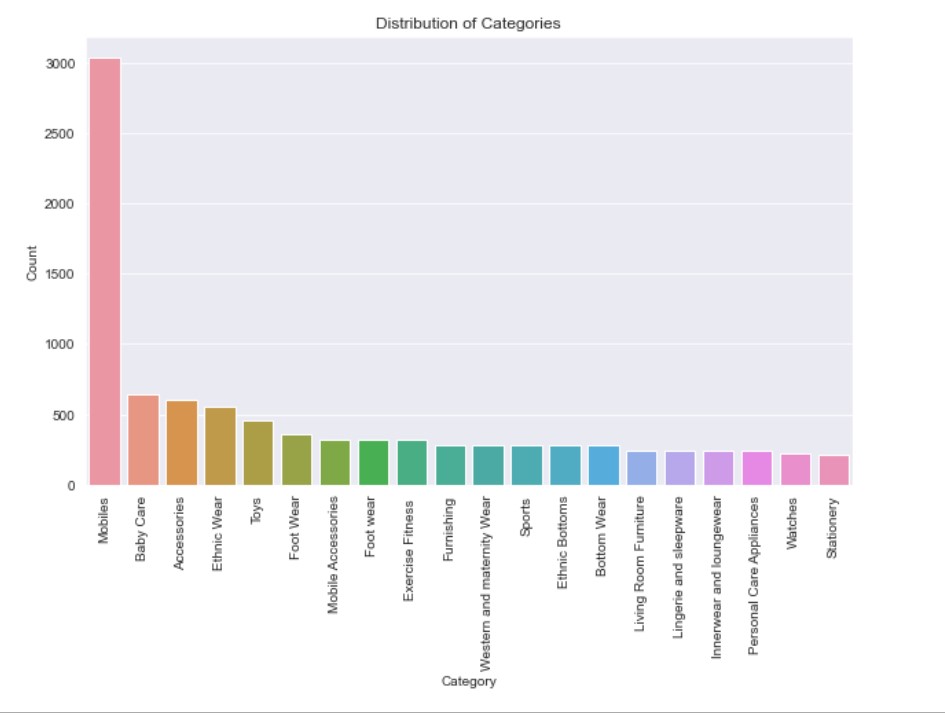 Distribution of Categories
3000
2500
2000
1500
1000
500
0
Count
Mobiles
Baby Care
Accessories
Ethnic Wear
Toys
Foot Wear
Mobile Accessories
Foot wear
Exercise Fitness
Furnishing
Western and maternity Wear
Sports
Ethnic Bottoms
Bottom Wear
Living Room Furniture
Lingerie and sleepware
Innerwear and loungewear
Personal Care Appliances
Watches
Stationery
Category